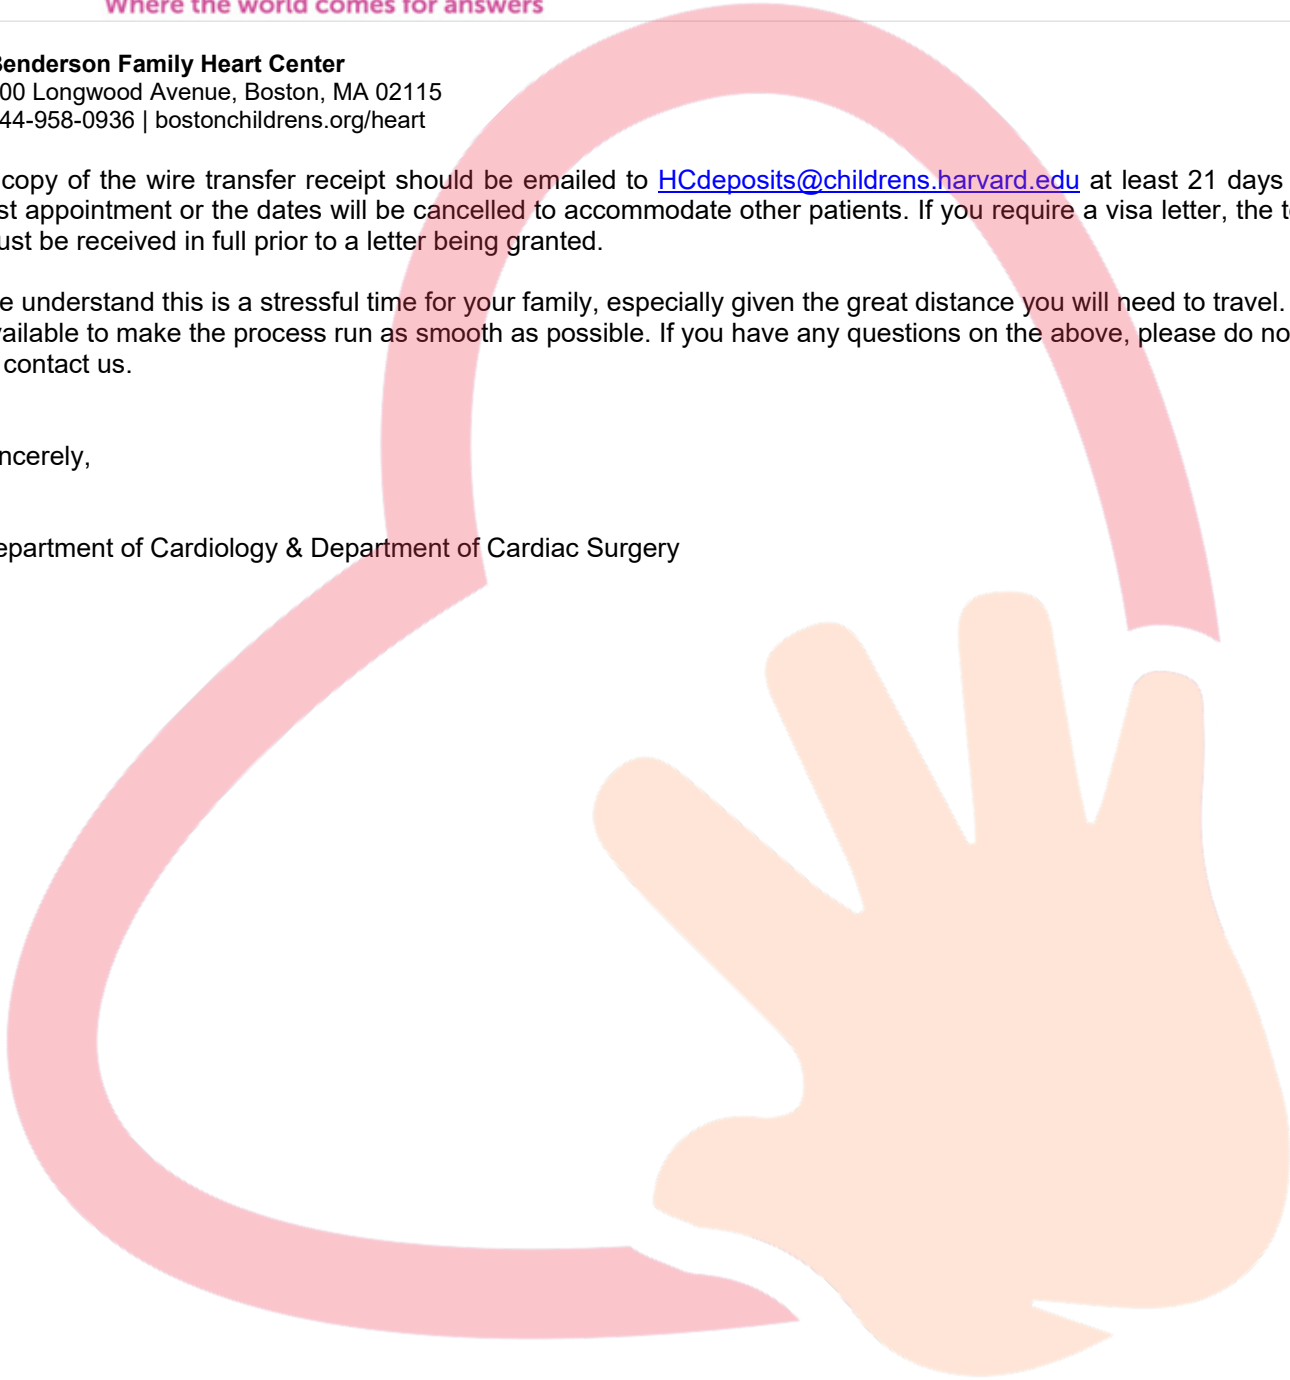 Where the world comes for answers
Benderson Family Heart Center
00 Longwood Avenue, Boston, MA 02115
44-958-0936 | bostonchildrens.org/heart
copy of the wire transfer receipt should be emailed to HCdeposits@childrens.harvard.edu at least 21 days
st appointment or the dates will be cancelled to accommodate other patients. If you require a visa letter, the t
ust be received in full prior to a letter being granted.
e understand this is a stressful time for your family, especially given the great distance you will need to travel.
vailable to make the process run as smooth as possible. If you have any questions on the above, please do no
contact us.
ncerely,
epartment of Cardiology & Department of Cardiac Surgery